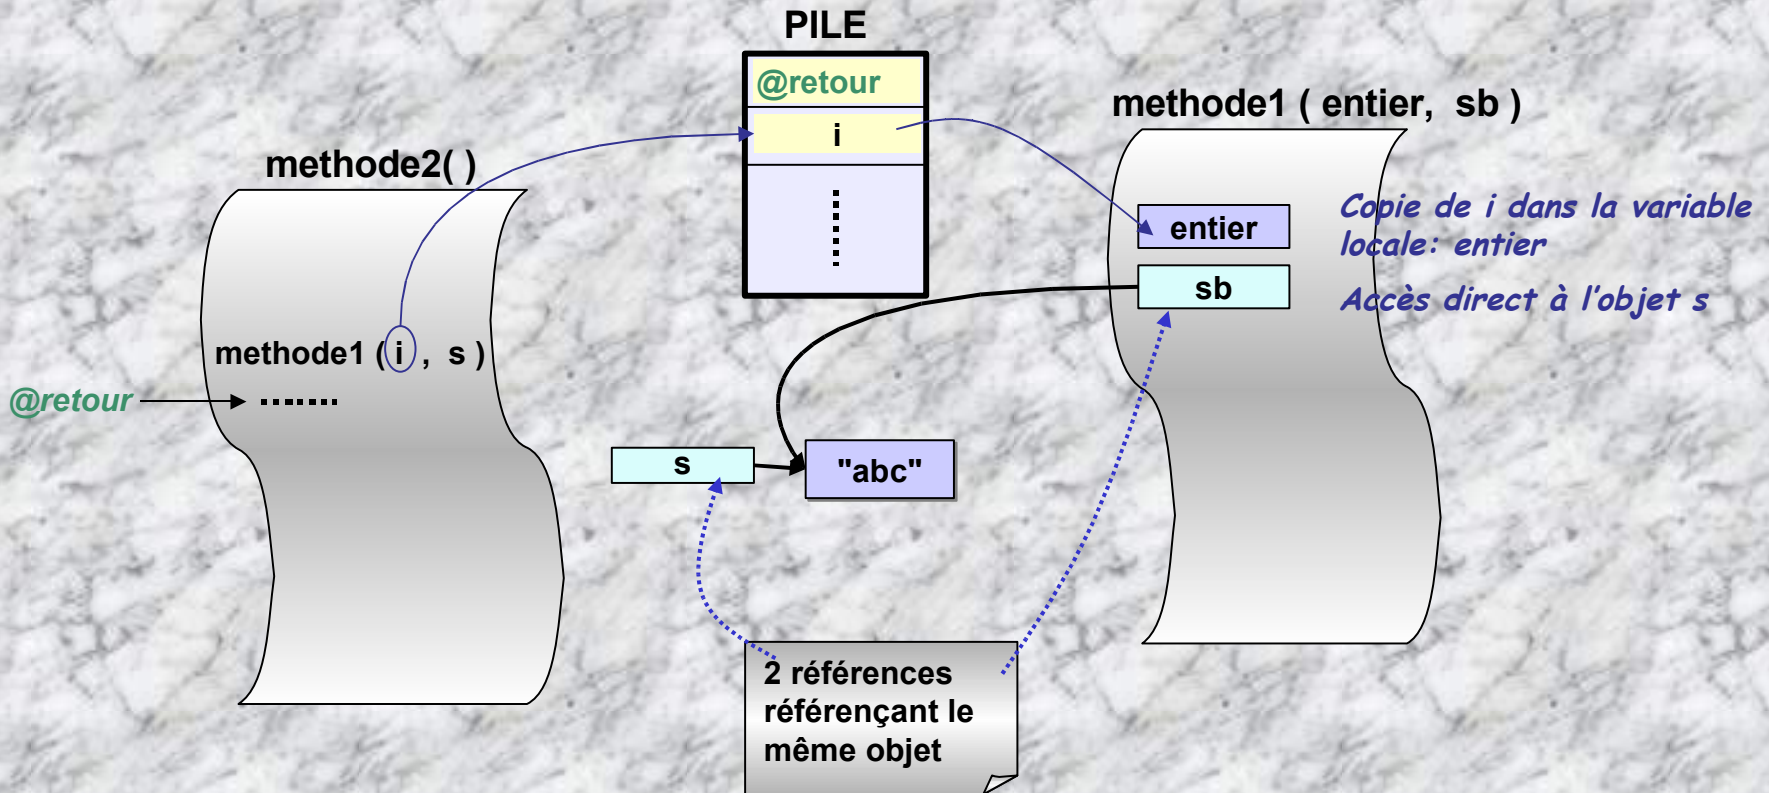 PILE
@retour
i
methode2( )
methode1 ( i , s )
@retour
methode1 ( entier, sb )
entier
sb
Copie de i dans la variable
locale: entier
Accès direct à l'objet s
s
"abc"
2 références
référençant le
même objet